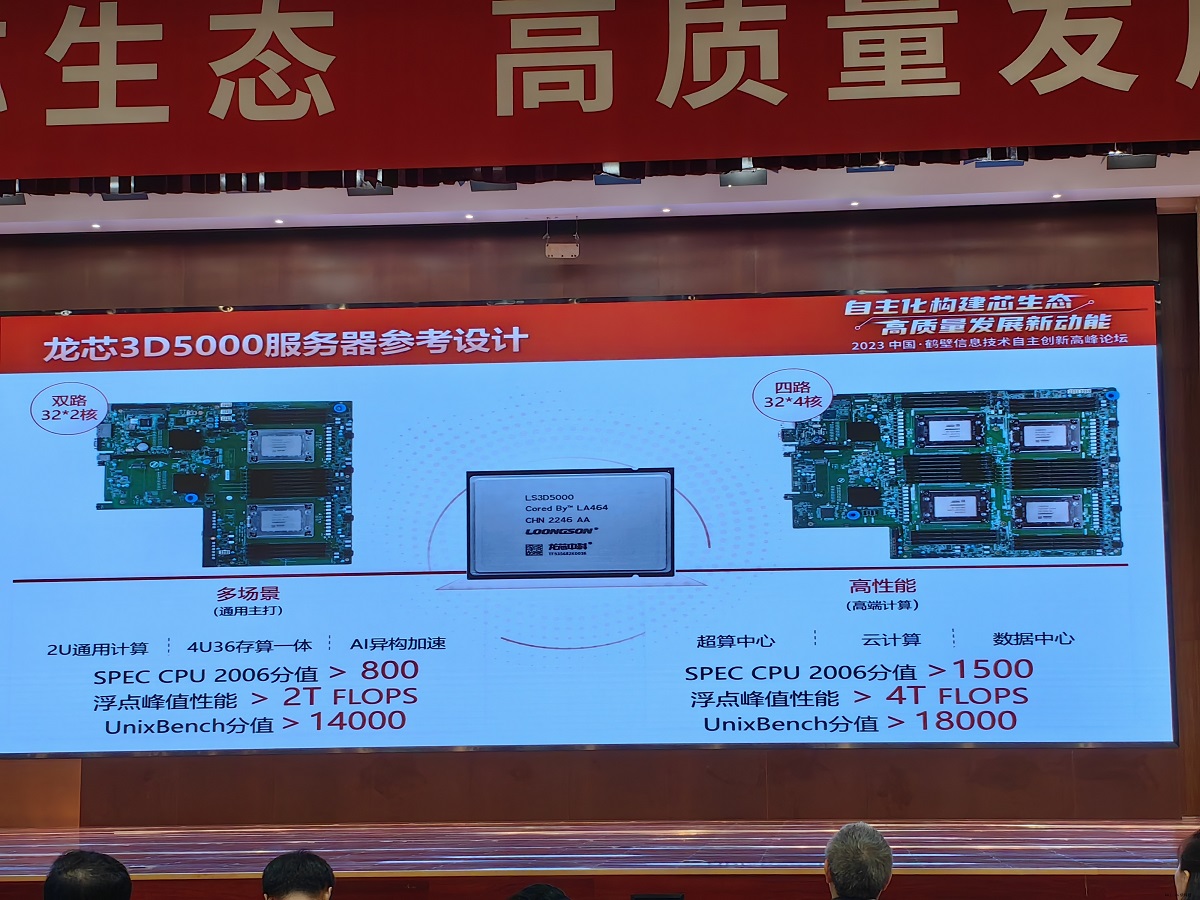 生态 高质量发
龙芯3D5000服务器参考设计
自主化构建芯生态
高质量发展新动能
2023 中国·鹤壁信息技术自主创新高峰论坛
双路
32*2核
四路
32*4核
LS3D5000
Cored By™ LA464
CHN 2246 AA
LOONGSON
龙芯中科
多场景
(通用主打)
2U通用计算 ¦ 4U36存算一体 ¦ AI异构加速
SPEC CPU 2006分值 > 800
浮点峰值性能 > 2T FLOPS
UnixBench分值 > 14000
高性能
(高端计算)
超算中心 ¦ 云计算 ¦ 数据中心
SPEC CPU 2006分值 >1500
浮点峰值性能 > 4T FLOPS
UnixBench分值 > 18000